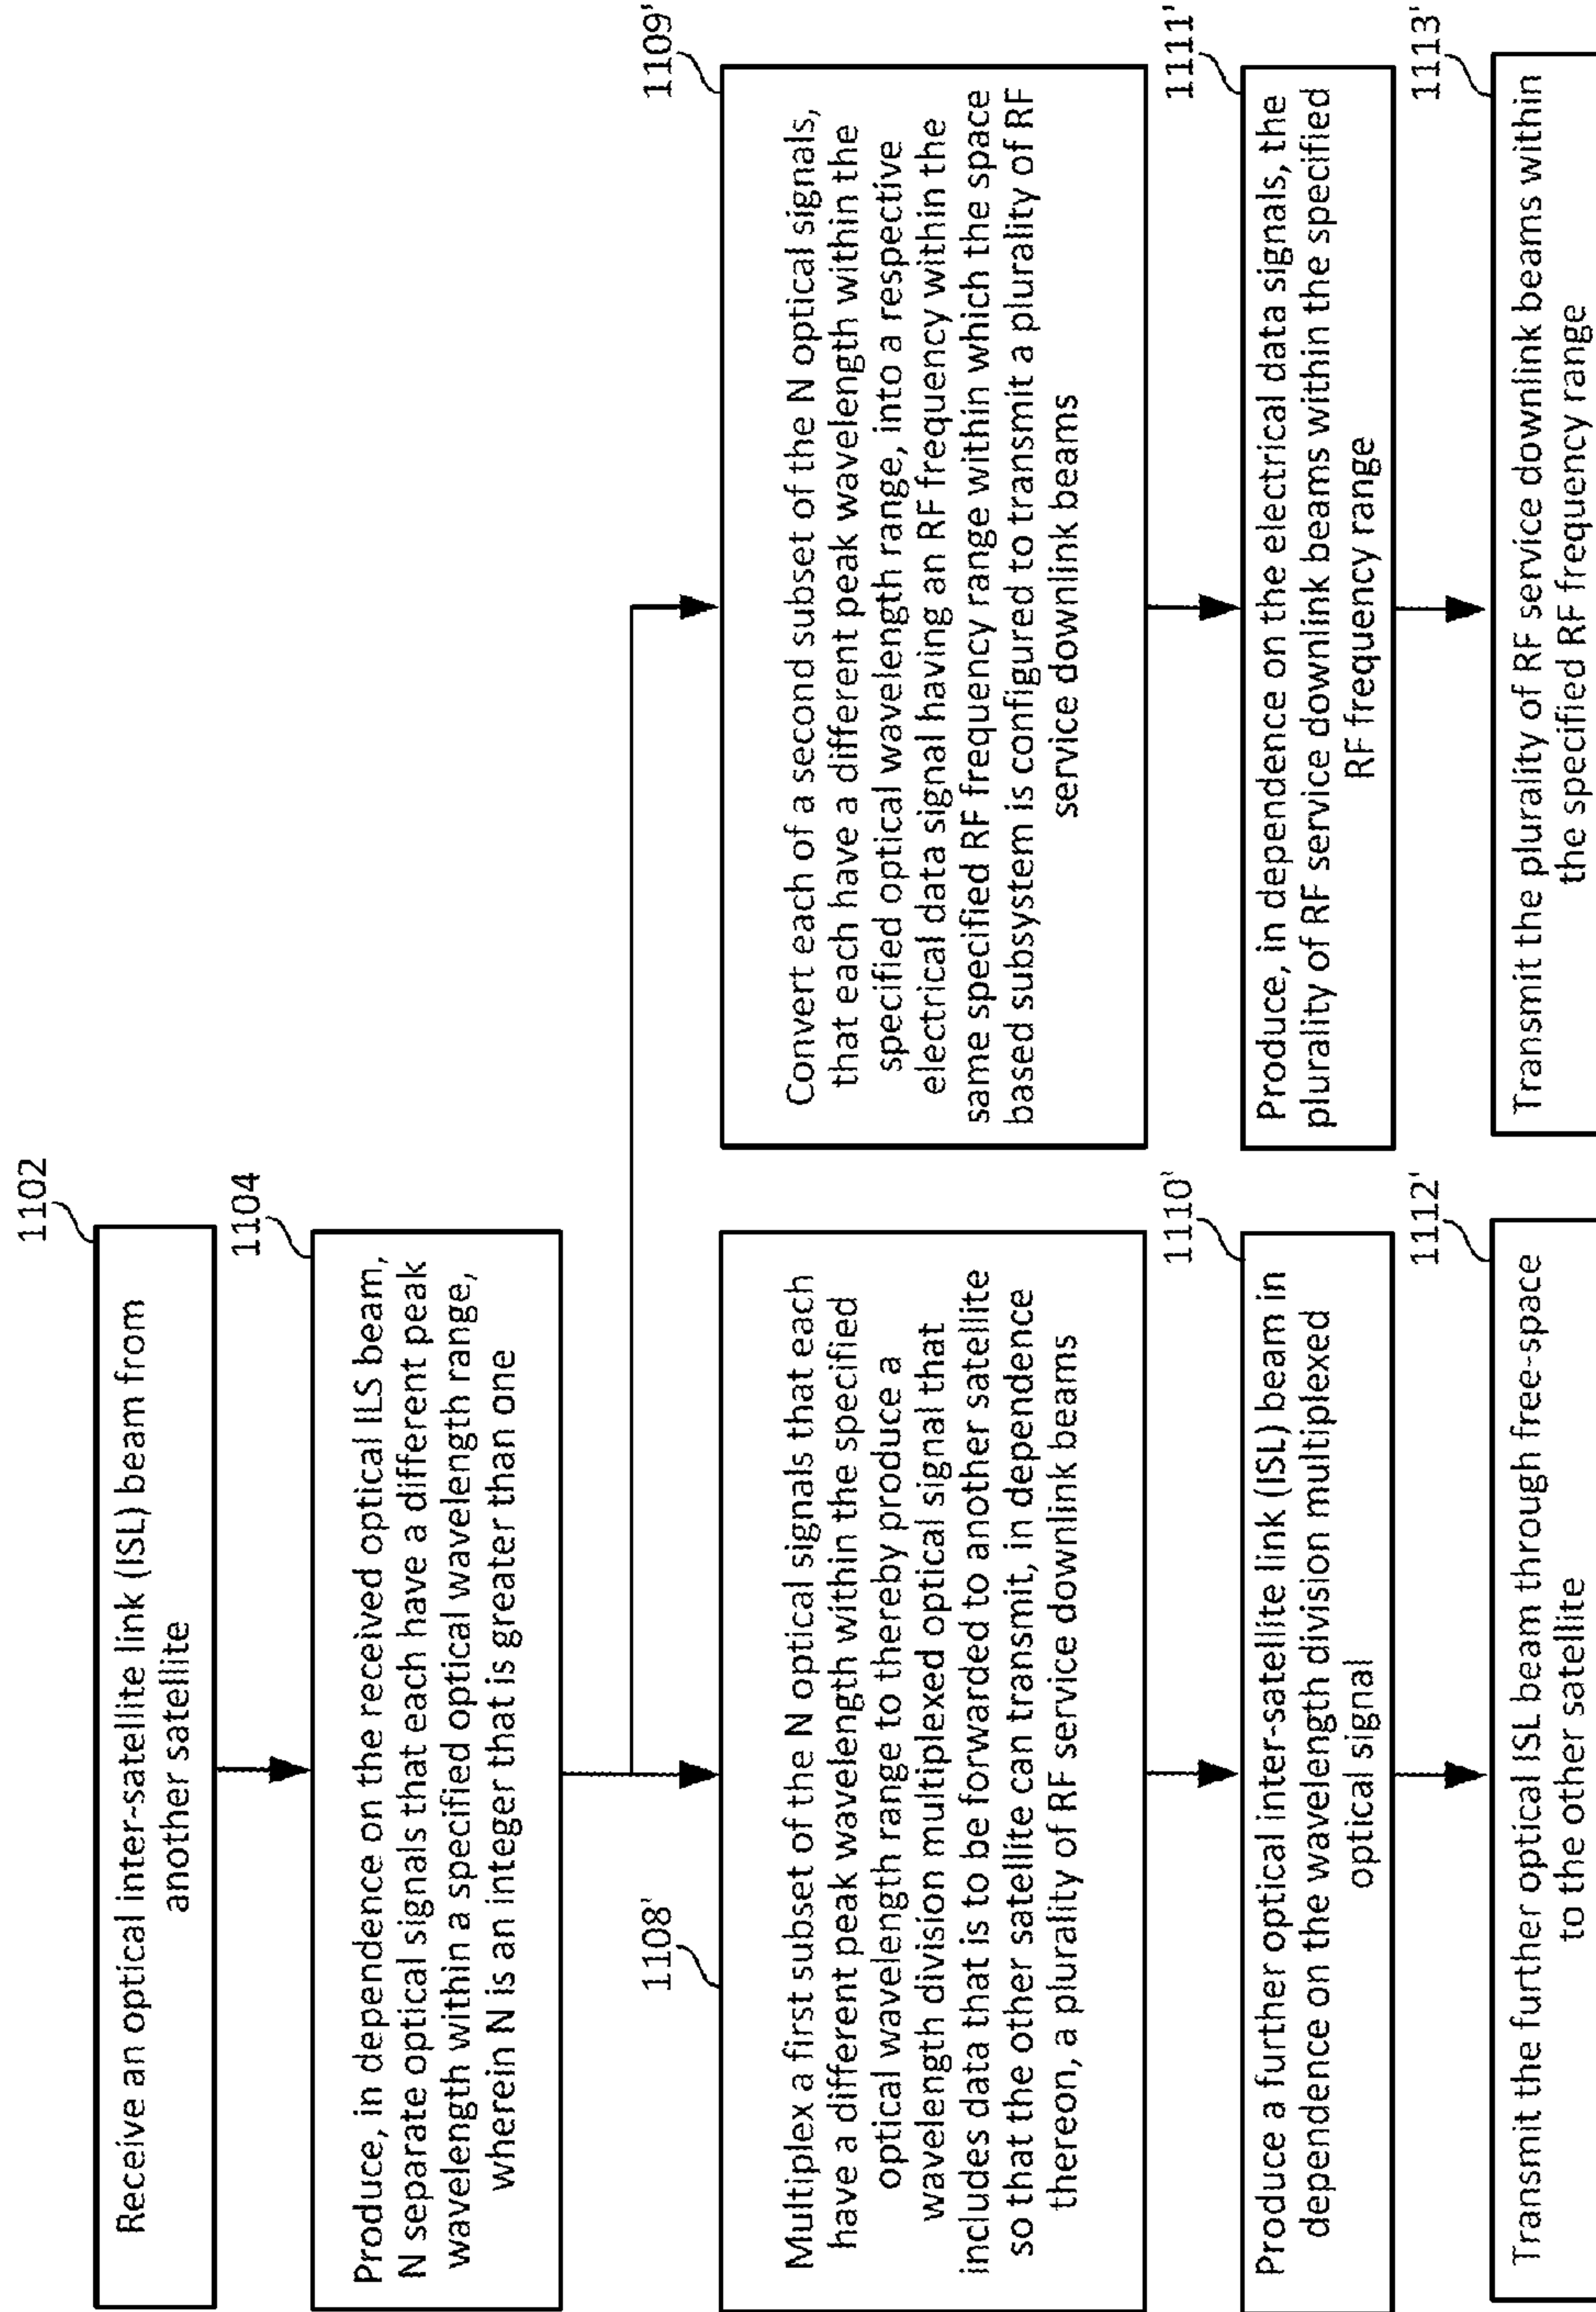 1102
Receive an optical inter-satellite link (ISL) beam from
another satellite
1104
Produce, in dependence on the received optical ILS beam,
N separate optical signals that each have a different peak
wavelength within a specified optical wavelength range,
wherein N is an integer that is greater than one
1108'
Multiplex a first subset of the N optical signals that each
have a different peak wavelength within the specified
optical wavelength range to thereby produce a
wavelength division multiplexed optical signal that
includes data that is to be forwarded to another satellite
so that the other satellite can transmit, in dependence
thereon, a plurality of RF service downlink beams
1109'
Convert each of a second subset of the N optical signals,
that each have a different peak wavelength within the
specified optical wavelength range, into a respective
electrical data signal having an RF frequency within the
same specified RF frequency range within which the space
based subsystem is configured to transmit a plurality of RF
service downlink beams
1110'
Produce a further optical inter-satellite link (ISL) beam in
dependence on the wavelength division multiplexed
optical signal
1111'
Produce, in dependence on the electrical data signals, the
plurality of RF service downlink beams within the specified
RF frequency range
1112'
Transmit the further optical ISL beam through free-space
to the other satellite
1113'
Transmit the plurality of RF service downlink beams within
the specified RF frequency range